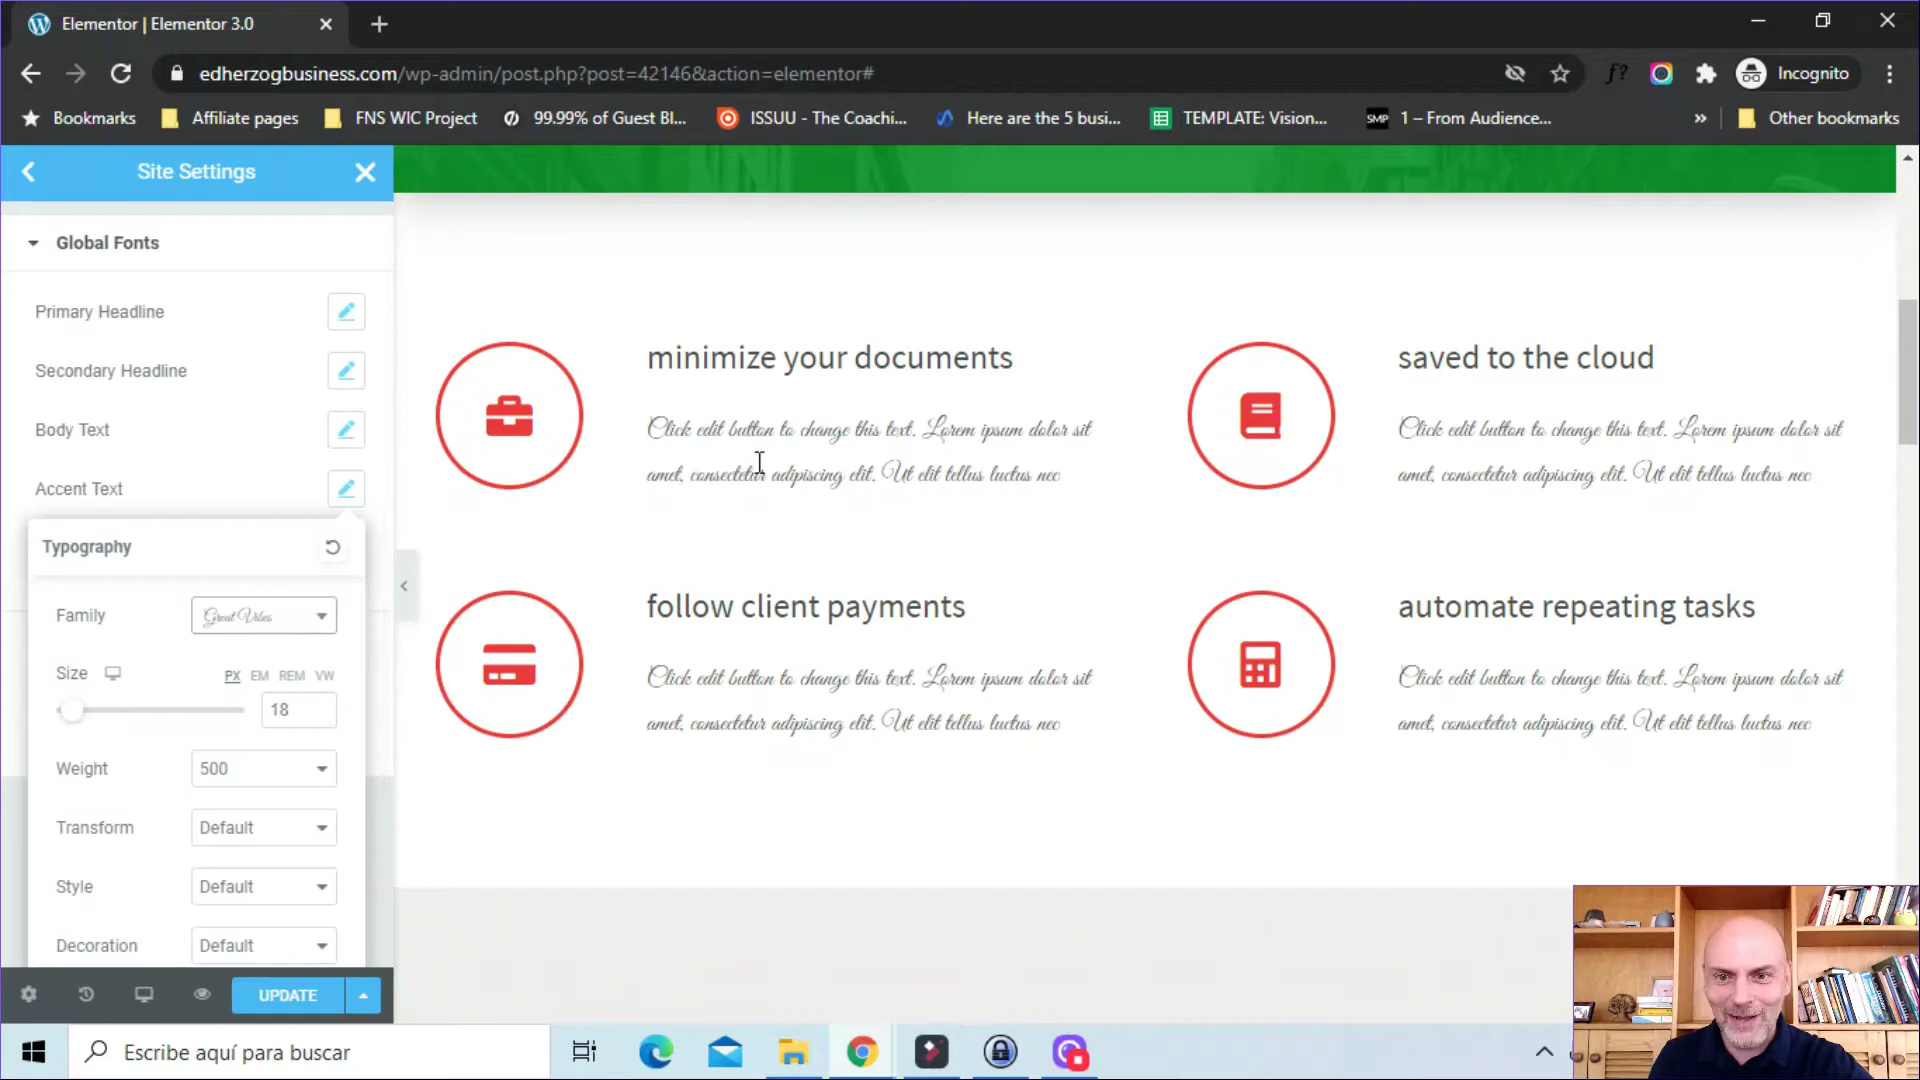 Elementor | Elementor 3.0
edherzogbusiness.com/wp-admin/post.php?post=42146&action=elementor#
f?
Incognito
Bookmarks
Affiliate pages
FNS WIC Project
99.99% of Guest Bl...
ISSUU - The Coachi...
Here are the 5 busi...
TEMPLATE: Vision...
SMP
1 – From Audience...
»
Other bookmarks
Site Settings
Global Fonts
Primary Headline
Secondary Headline
Body Text
Accent Text
Typography
Family
Great Vibes
Size
PX EM REM VW
18
Weight
500
Transform
Default
Style
Default
Decoration
Default
UPDATE
minimize your documents
Click edit button to change this text. Lorem ipsum dolor sit
amet, consectetur adipiscing elit. Ut elit tellus luctus nec
saved to the cloud
Click edit button to change this text. Lorem ipsum dolor sit
amet, consectetur adipiscing elit. Ut elit tellus luctus nec
follow client payments
Click edit button to change this text. Lorem ipsum dolor sit
amet, consectetur adipiscing elit. Ut elit tellus luctus nec
automate repeating tasks
Click edit button to change this text. Lorem ipsum dolor sit
amet, consectetur adipiscing elit. Ut elit tellus luctus nec
Escribe aquí para buscar